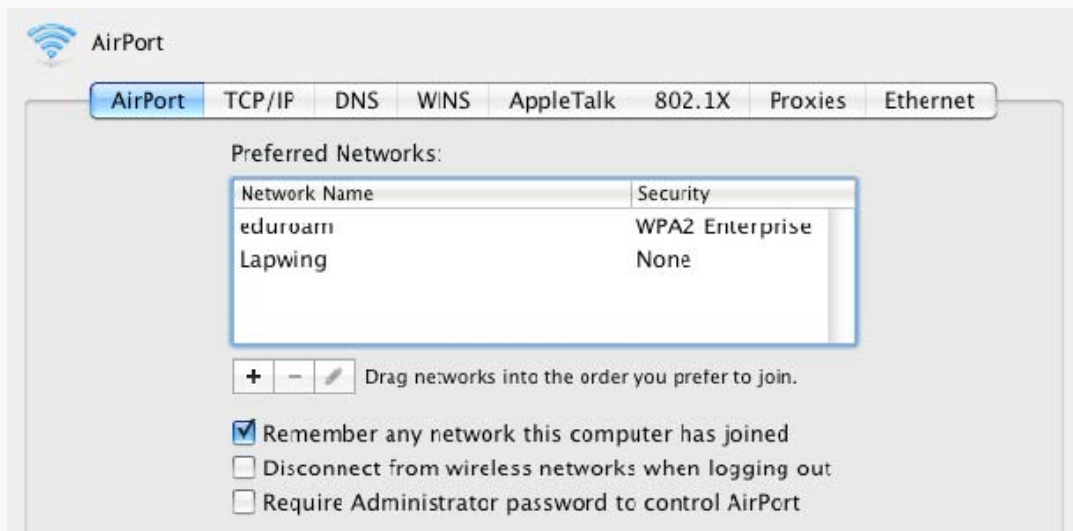 AirPort
AirPort TCP/IP DNS WINS AppleTalk 802.1X Proxies Ethernet
Preferred Networks:
Network Name Security
eduroam WPA2 Enterprise
Lapwing None
+ − Drag networks into the order you prefer to join.
Remember any network this computer has joined
Disconnect from wireless networks when logging out
Require Administrator password to control AirPort